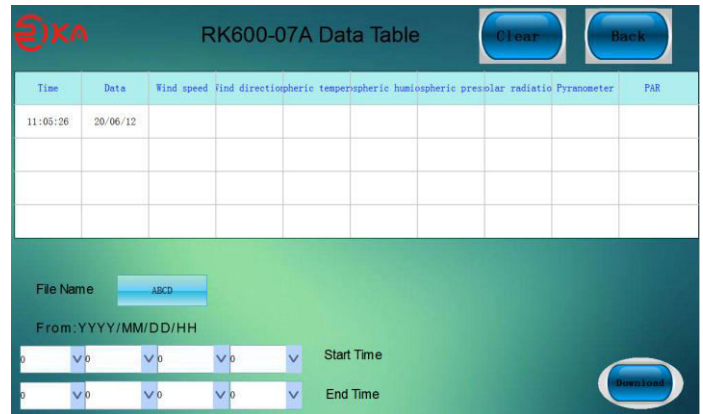 RK600-07A Data Table
Clear
Back
Time Data Wind speed ind directio pheric temper spheric humi ospheric pres olar radiatio Pyranometer PAR
11:05:26 20/06/12
File Name ABCD
From:YYYY/MM/DD/HH
0 0 0 0 Start Time
0 0 0 0 End Time
Download